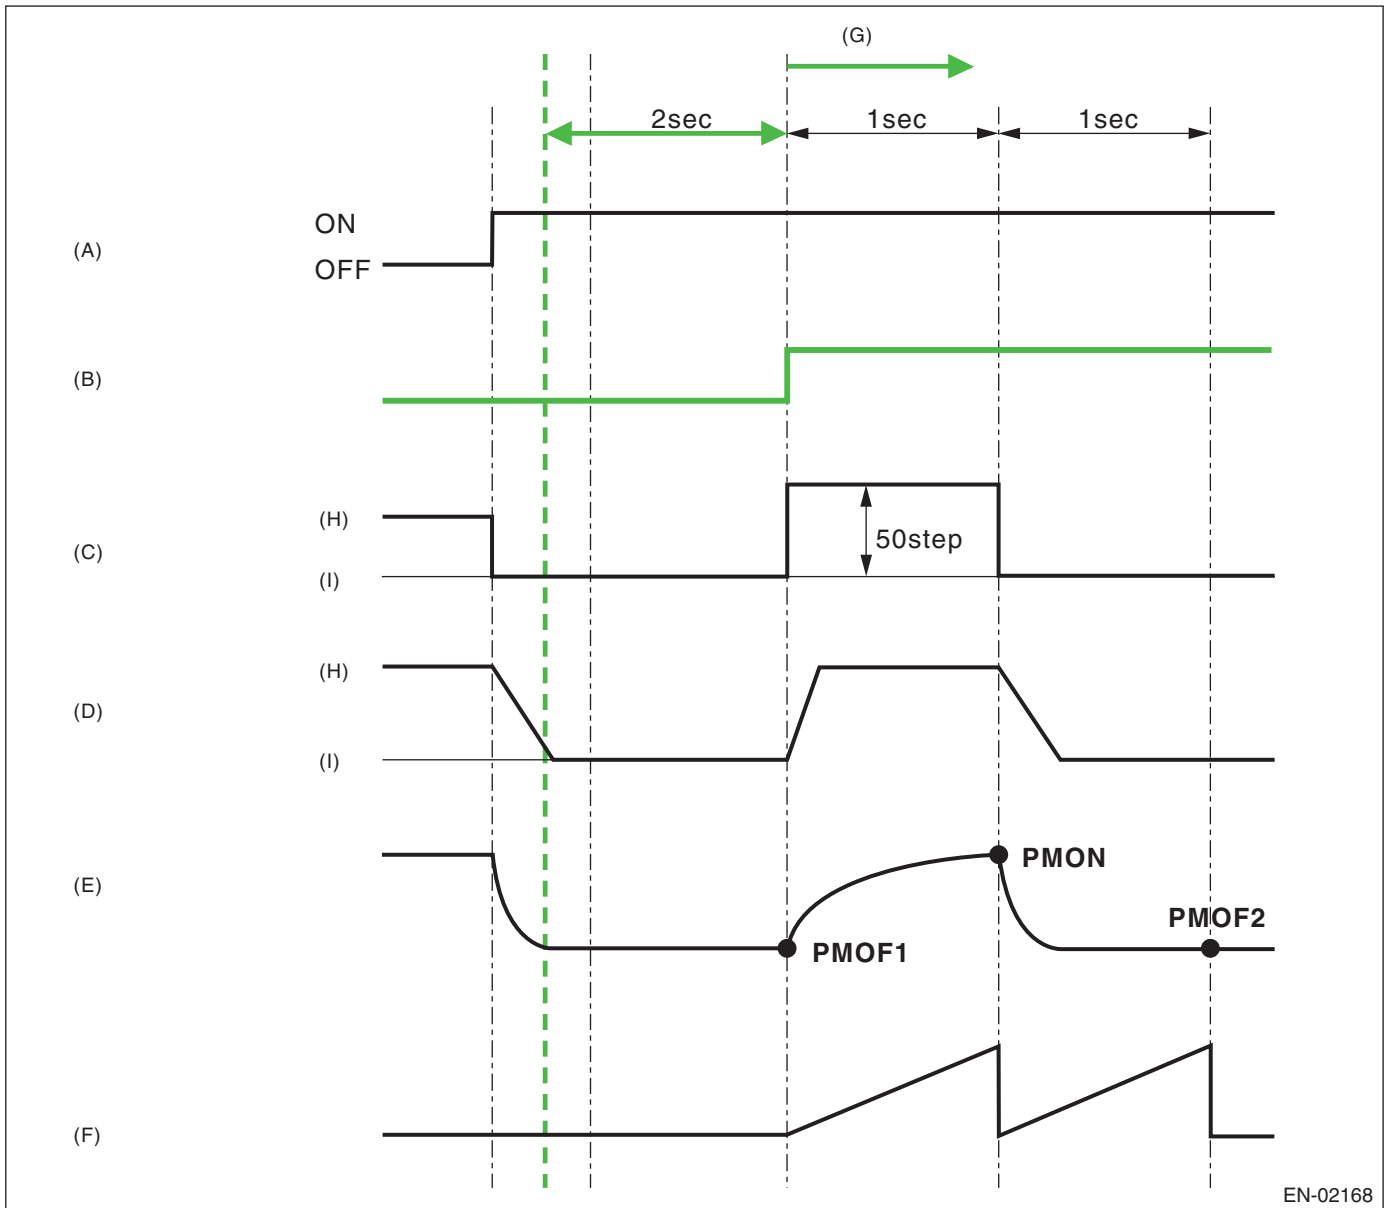 (G)
2sec
1sec
1sec
ON
(A)
OFF
(B)
(H)
(C)
50step
(I)
(H)
(D)
(I)
PMON
(E)
PMOF2
PMOF1
(F)
EN-02168